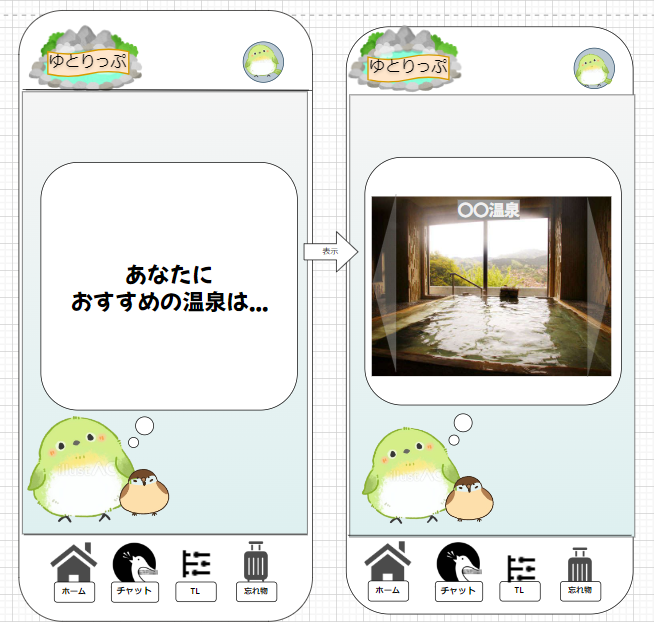 ゆとりっぷ
あなたに
おすすめの温泉は...
ホーム
チャット
TL
忘れ物
表示
ゆとりっぷ
〇〇温泉
ホーム
チャット
TL
忘れ物